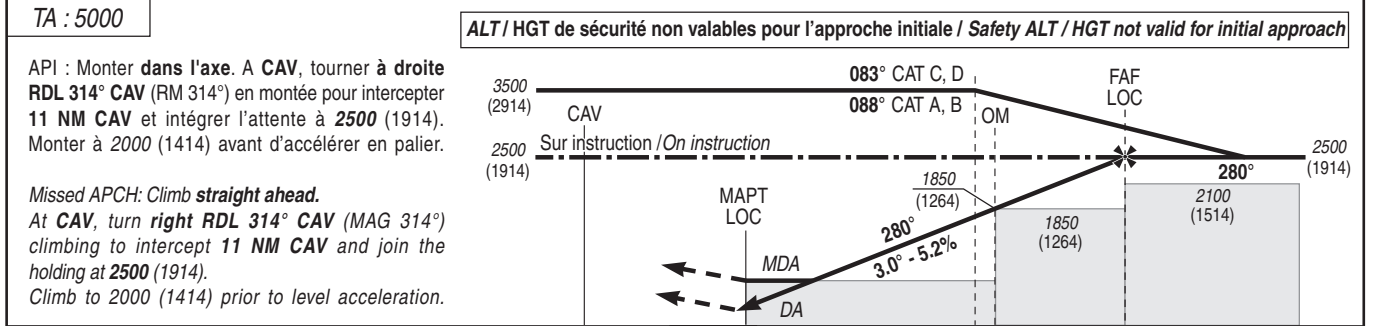 TA : 5000
ALT / HGT de sécurité non valables pour l'approche initiale / Safety ALT / HGT not valid for initial approach
API : Monter dans l'axe. A CAV, tourner à droite
RDL 314° CAV (RM 314°) en montée pour intercepter
11 NM CAV et intégrer l'attente à 2500 (1914).
Monter à 2000 (1414) avant d'accélérer en palier.
Missed APCH: Climb straight ahead.
At CAV, turn right RDL 314° CAV (MAG 314°)
climbing to intercept 11 NM CAV and join the
holding at 2500 (1914).
Climb to 2000 (1414) prior to level acceleration.
3500
(2914)
CAV
083° CAT C, D
088° CAT A, B
OM
FAF
LOC
2500
(1914)
Sur instruction / On instruction
2500
(1914)
280°
MAPT
LOC
1850
(1264)
280°
3.0° - 5.2%
1850
(1264)
2100
(1514)
MDA
DA